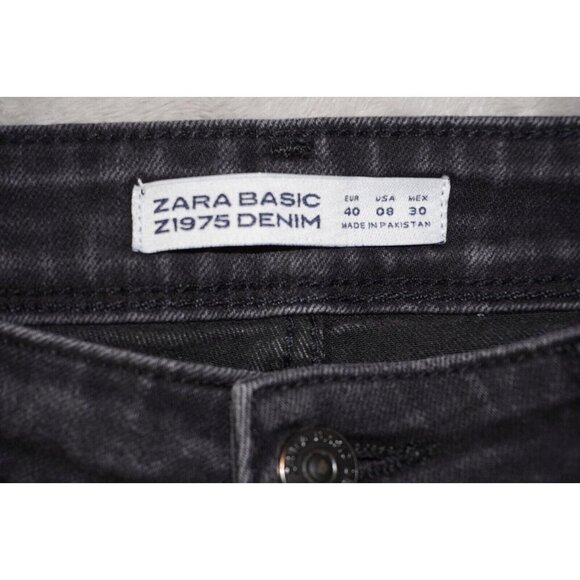 ZARA BASIC
Z1975 DENIM
EUR USA MEX
40 08 30
MADE IN PAKISTAN